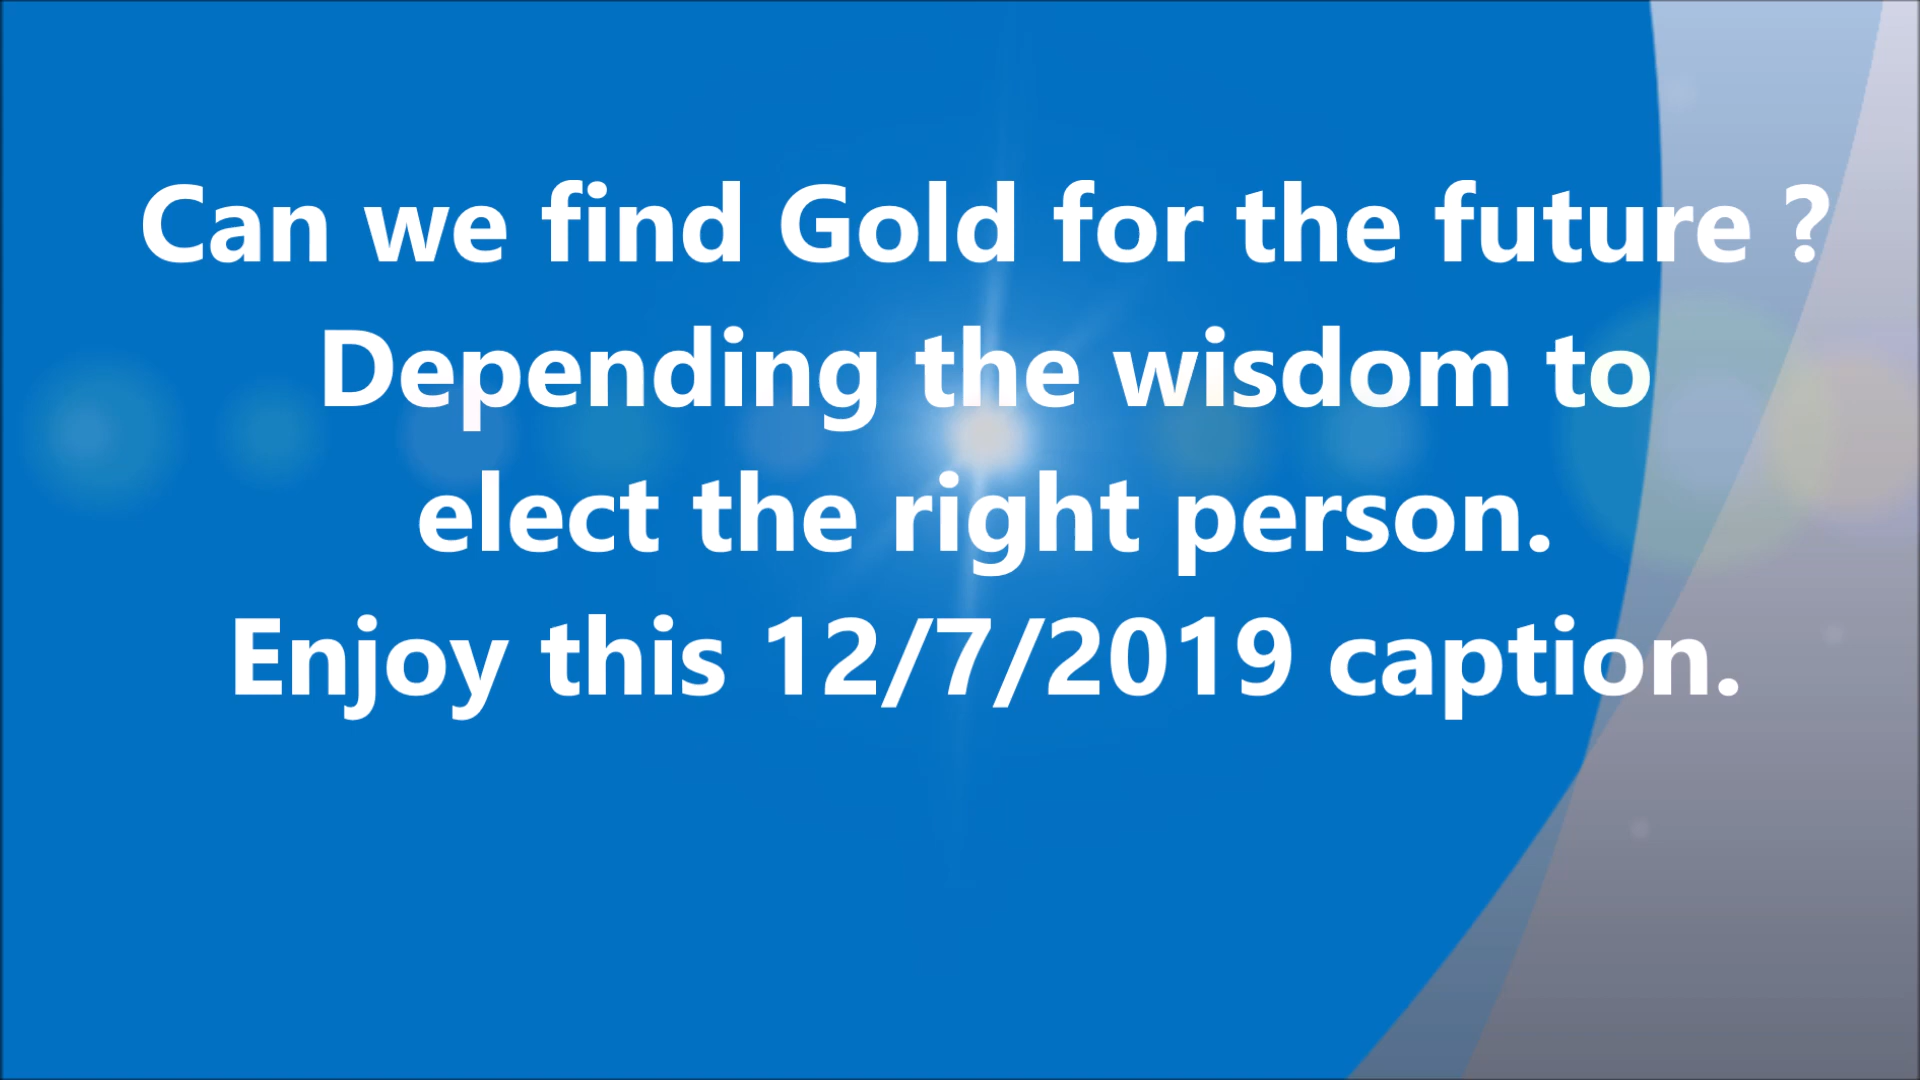 Can we find Gold for the future ?
Depending the wisdom to
elect the right person.
Enjoy this 12/7/2019 caption.